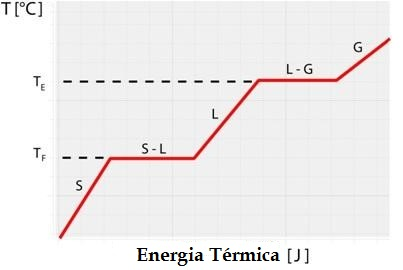 T [°C]
G
L - G
T_E
L
S - L
T_F
S
Energia Térmica [J]